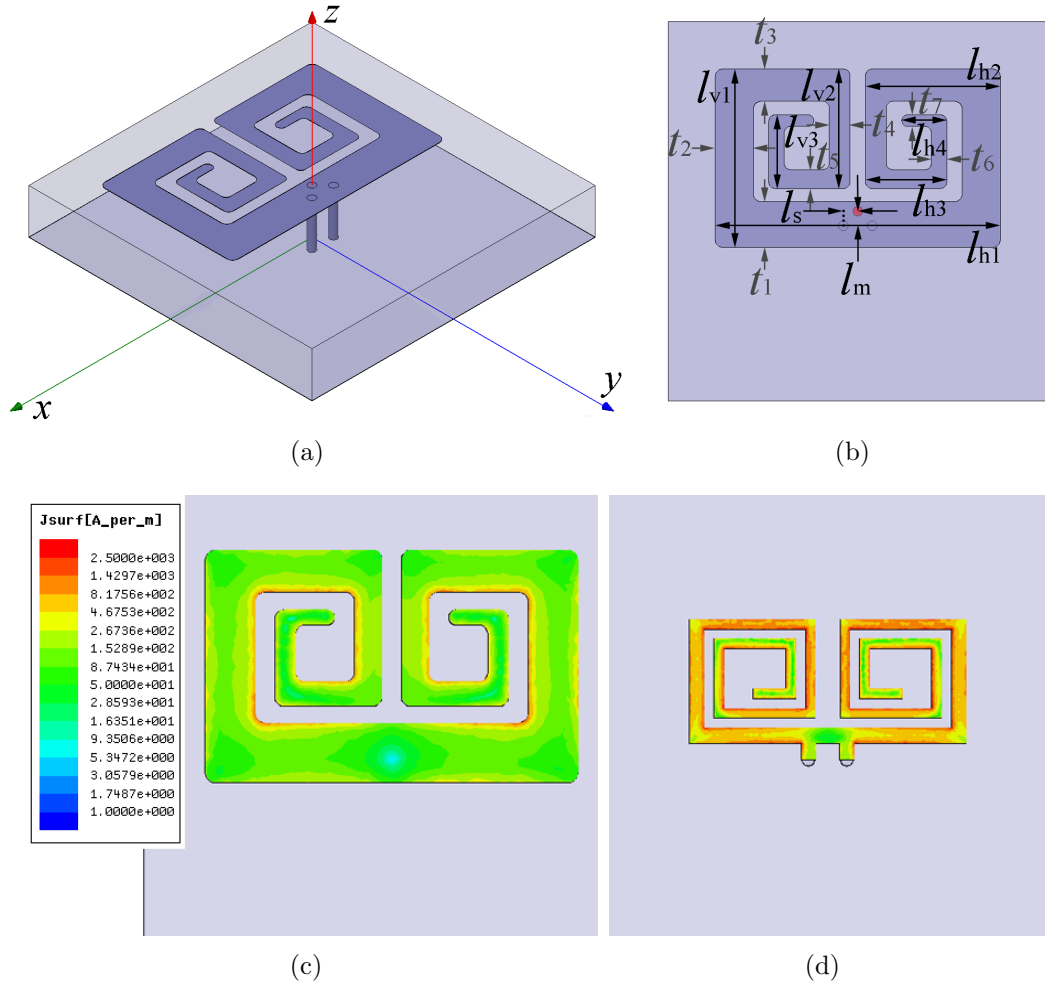 z
x
y
(a)
t3
lv1
lv2
lh2
t7
t2
lv3
t4
lh4
t5
t6
ls
lh3
lh1
t1
lm
(b)
Jsurf[A_per_m]
2.5000e+003
1.4297e+003
8.1756e+002
4.6753e+002
2.6736e+002
1.5289e+002
8.7434e+001
5.0000e+001
2.8593e+001
1.6351e+001
9.3506e+000
5.3472e+000
3.0579e+000
1.7487e+000
1.0000e+000
(c)
(d)